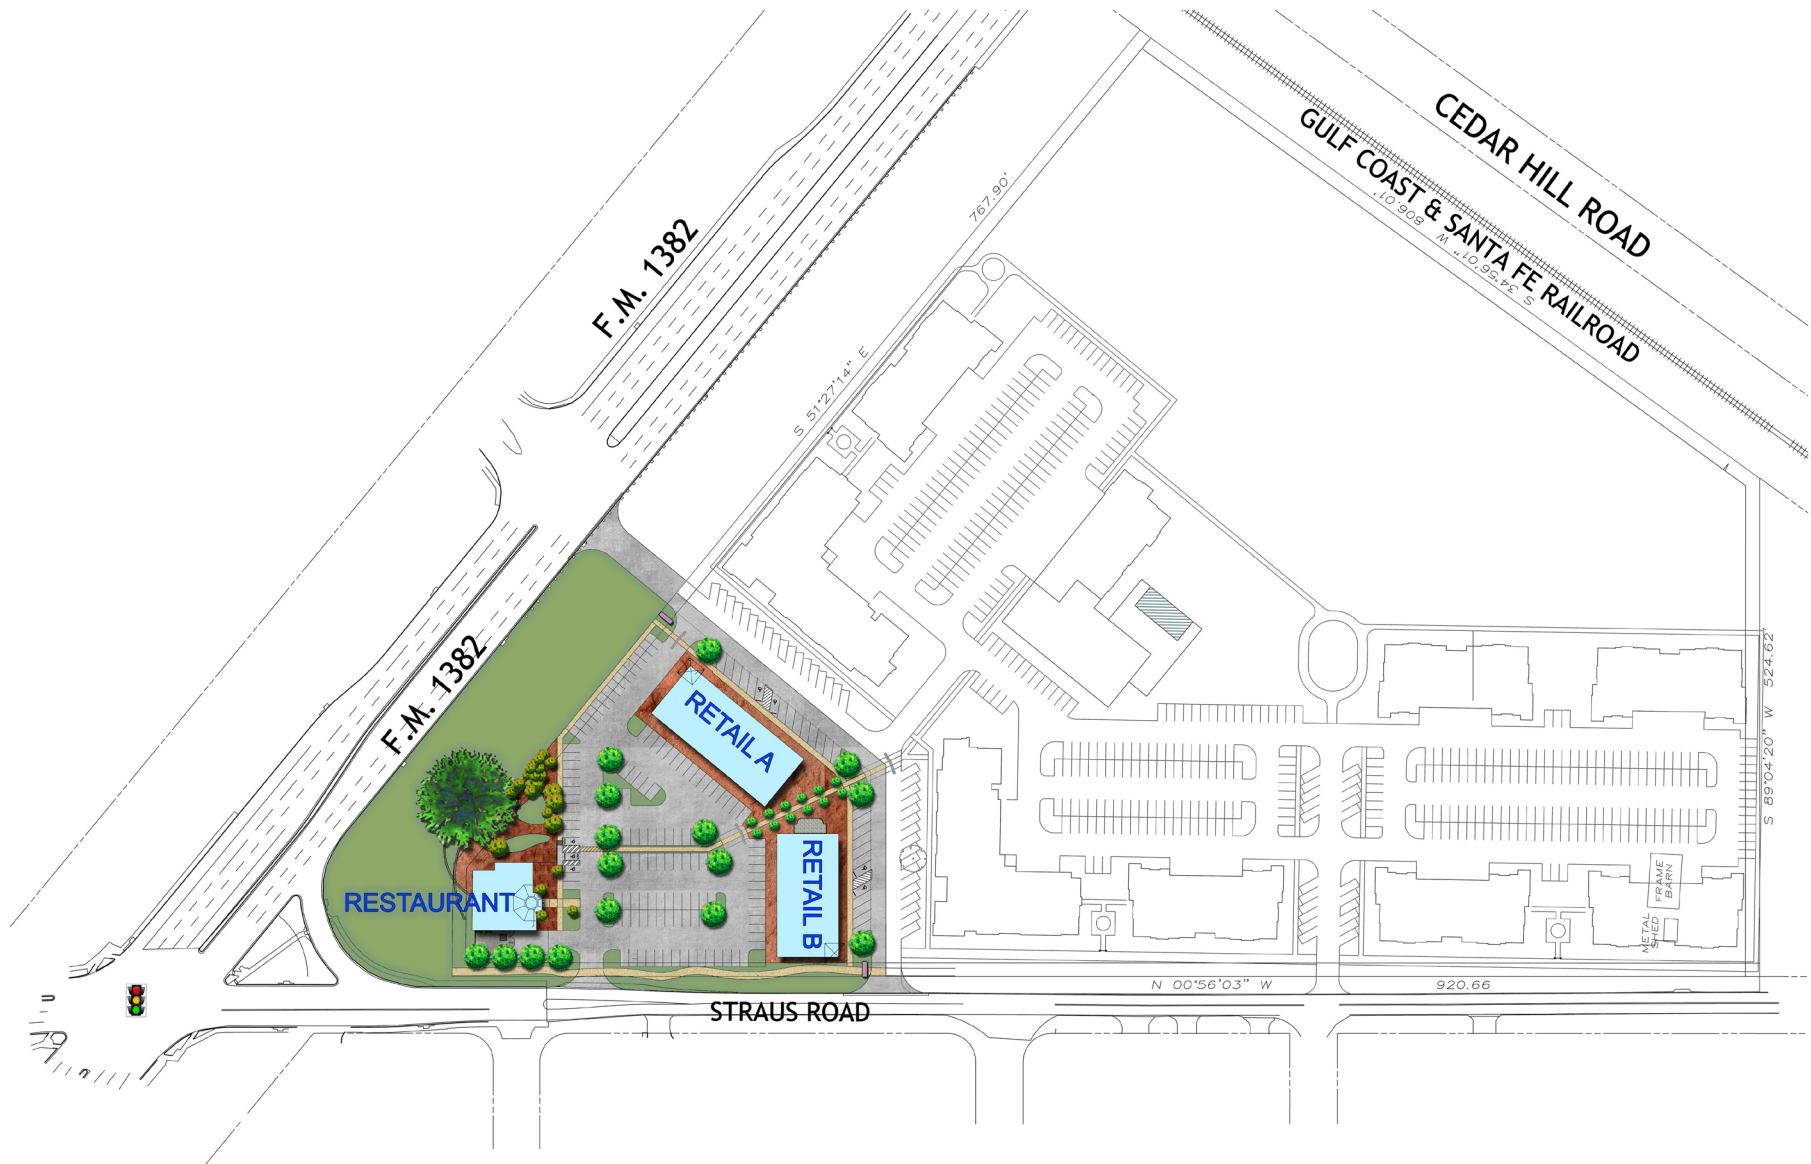 CEDAR HILL ROAD
GULF COAST & SANTA FE RAILROAD
S 34°56'01" W 806.01'
767.90'
F.M. 1382
S 51°27'14" E
F.M. 1382
RETAIL A
RETAIL B
RESTAURANT
S 89°04'20" W 524.62'
FRAME
BARN
METAL
SHED
N 00°56'03" W 920.66
STRAUS ROAD